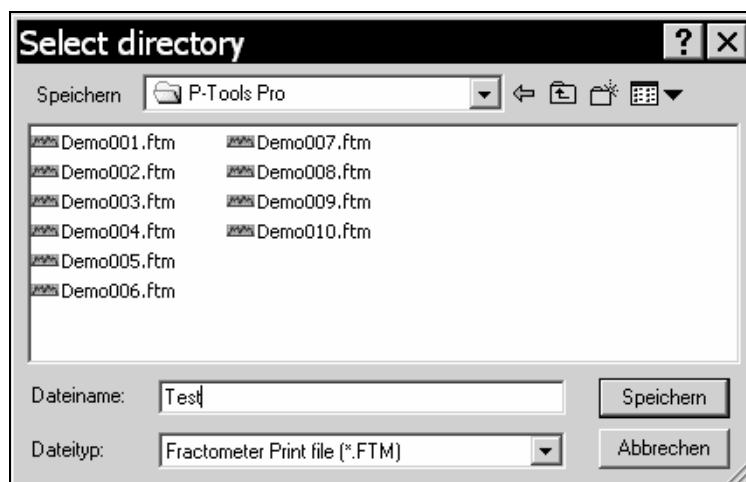 Select directory
Speichern P-Tools Pro
Demo001.ftm Demo007.ftm
Demo002.ftm Demo008.ftm
Demo003.ftm Demo009.ftm
Demo004.ftm Demo010.ftm
Demo005.ftm
Demo006.ftm
Dateiname: Test Speichern
Dateityp: Fractometer Print file (*.FTM) Abbrechen